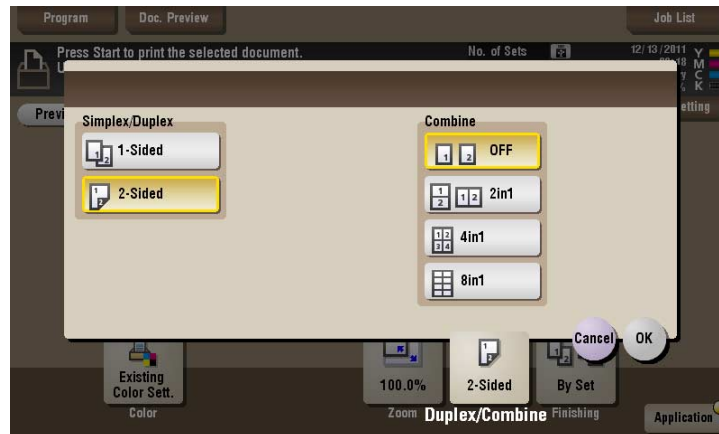 Program
Doc. Preview
Job List
Press Start to print the selected document.
No. of Sets
12/13/2011
Y
M
C
K
Simplex/Duplex
Combine
1-Sided
OFF
2-Sided
2in1
4in1
8in1
Cancel
OK
Existing
Color Sett.
100.0%
2-Sided
By Set
Color
Zoom
Duplex/Combine
Finishing
Application